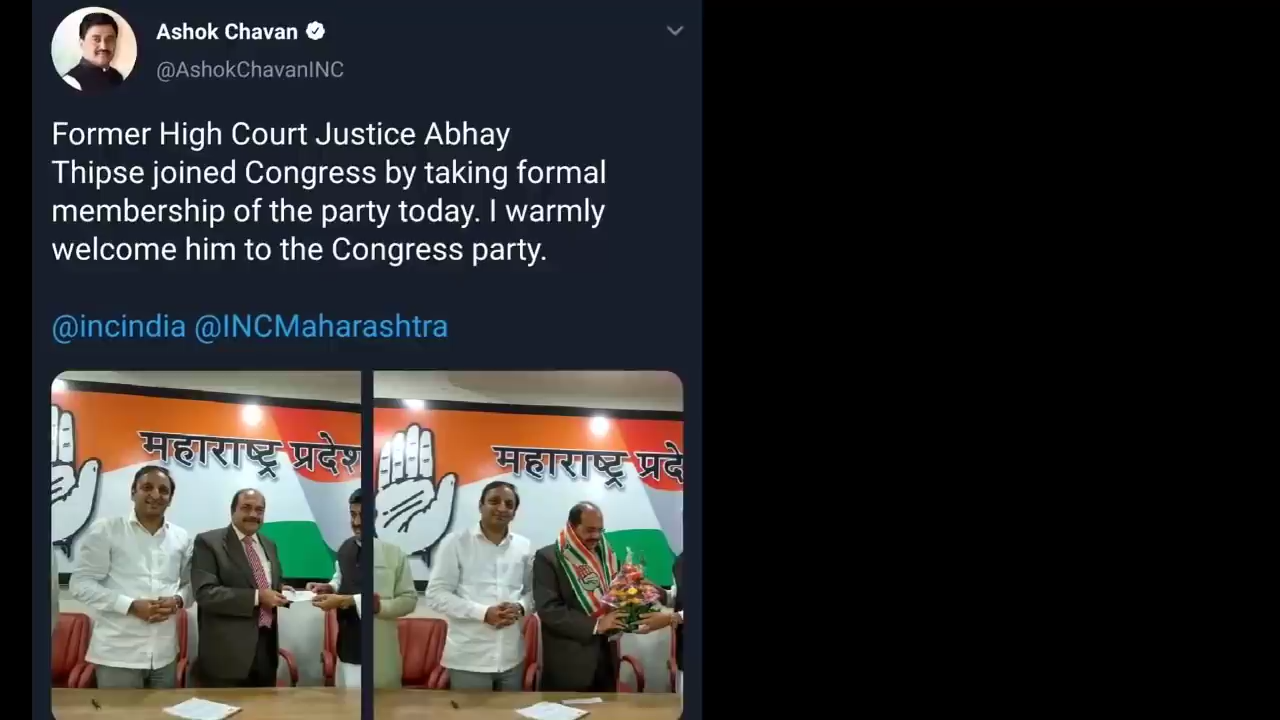 Ashok Chavan
@AshokChavanINC
Former High Court Justice Abhay
Thipse joined Congress by taking formal
membership of the party today. I warmly
welcome him to the Congress party.
@incindia @INCMaharashtra
महाराष्ट्र प्रदेश
महाराष्ट्र प्रदे